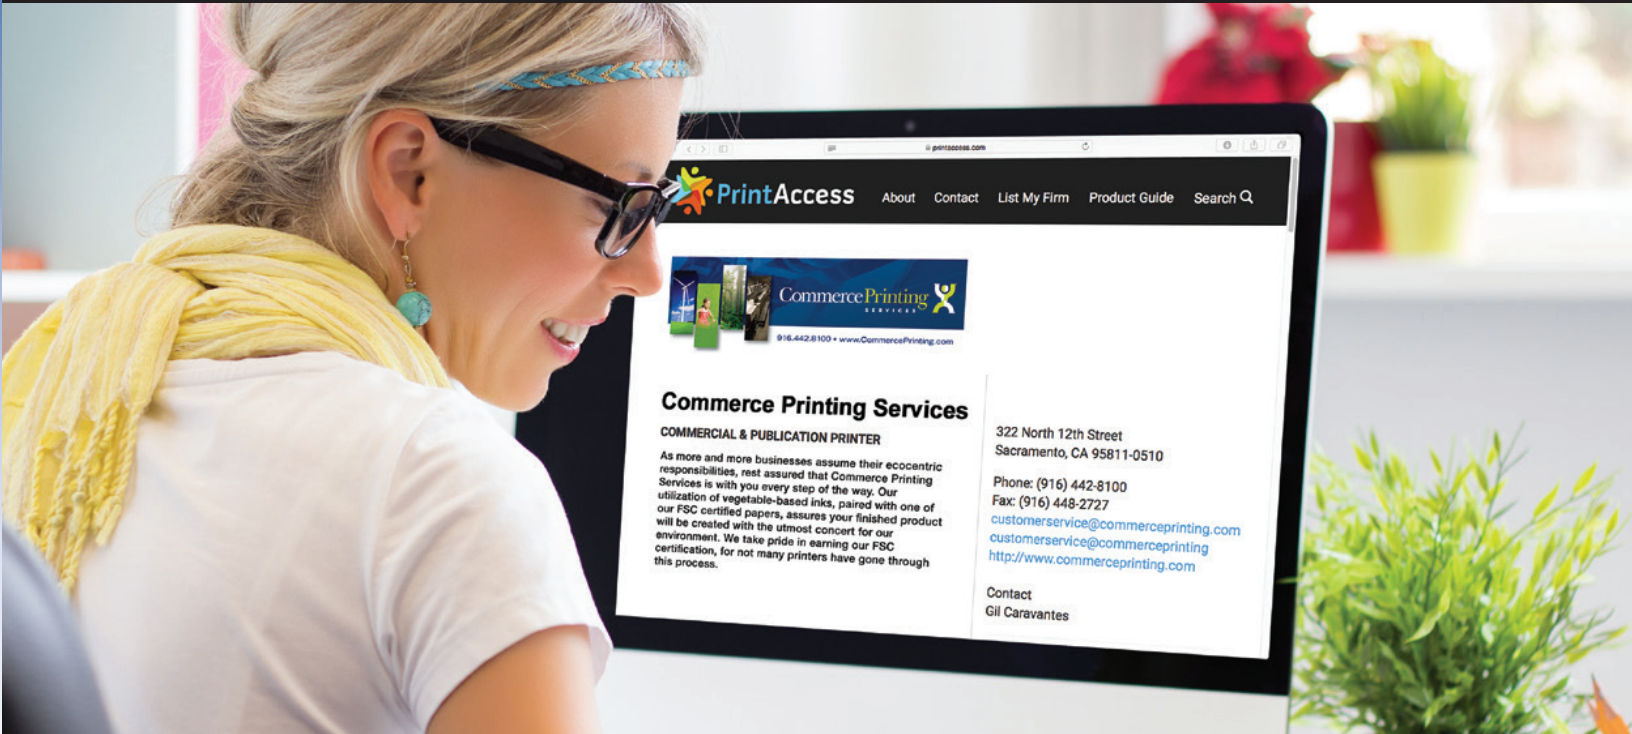 printaccess.com
PrintAccess About Contact List My Firm Product Guide Search
CommercePrinting
SERVICES
916.442.8100 • www.CommercePrinting.com
Commerce Printing Services
COMMERCIAL & PUBLICATION PRINTER
As more and more businesses assume their ecocentric
responsibilities, rest assured that Commerce Printing
Services is with you every step of the way. Our
utilization of vegetable-based inks, paired with one of
our FSC certified papers, assures your finished product
will be created with the utmost concert for our
environment. We take pride in earning our FSC
certification, for not many printers have gone through
this process.
322 North 12th Street
Sacramento, CA 95811-0510
Phone: (916) 442-8100
Fax: (916) 448-2727
customerservice@commerceprinting.com
customerservice@commerceprinting
http://www.commerceprinting.com
Contact
Gil Caravantes